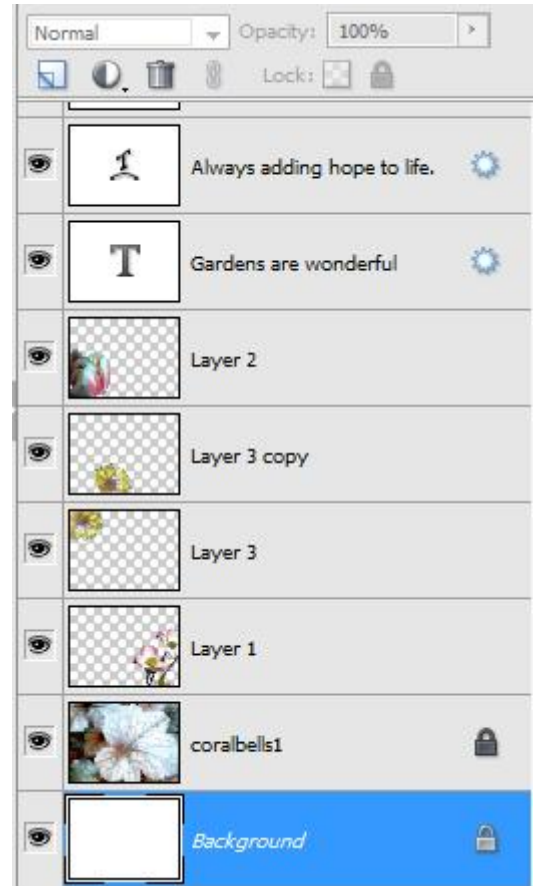 Normal Opacity: 100%
Lock:
Always adding hope to life.
T Gardens are wonderful
Layer 2
Layer 3 copy
Layer 3
Layer 1
coralbells1
Background